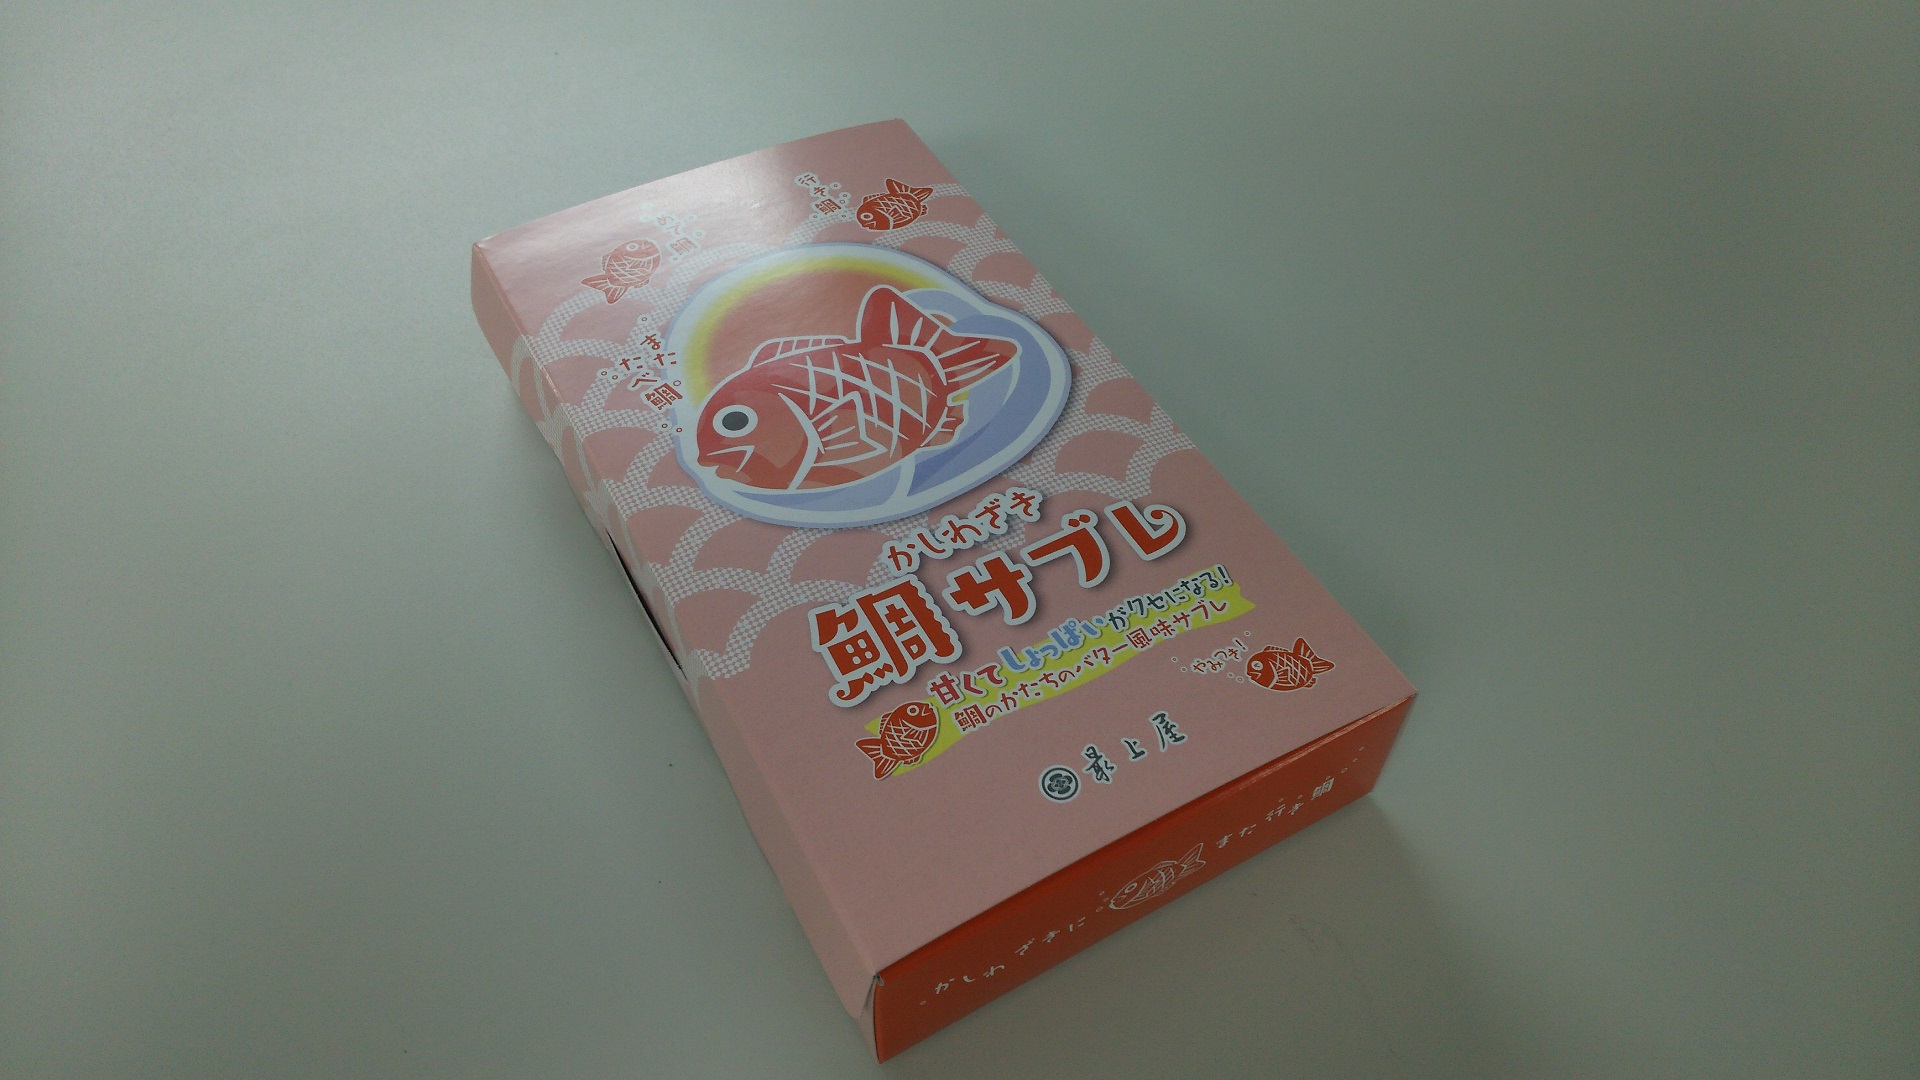 行き鯛
めで鯛
また
たべ鯛
かしわざき
鯛サブレ
甘くてしょっぱいがクセになる!
鯛のかたちのバター風味サブレ
やみつき!
最上屋
かしわざきに また行き鯛